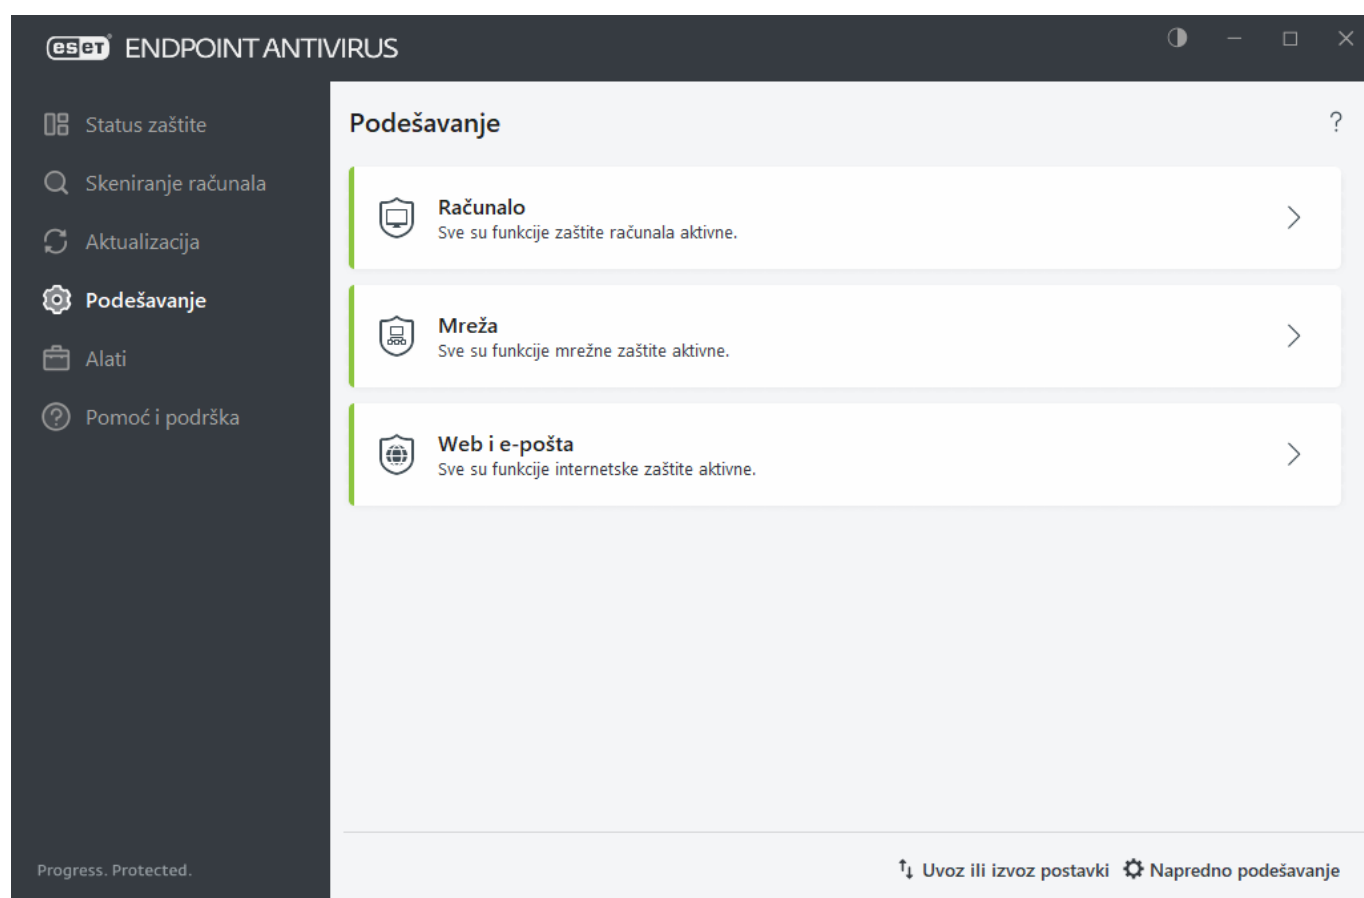 eset ENDPOINT ANTIVIRUS
Status zaštite
Skeniranje računala
Aktualizacija
Podešavanje
Alati
Pomoć i podrška
Progress. Protected.
Podešavanje
?
Računalo
Sve su funkcije zaštite računala aktivne.
Mreža
Sve su funkcije mrežne zaštite aktivne.
Web i e-pošta
Sve su funkcije internetske zaštite aktivne.
Uvoz ili izvoz postavki Napredno podešavanje